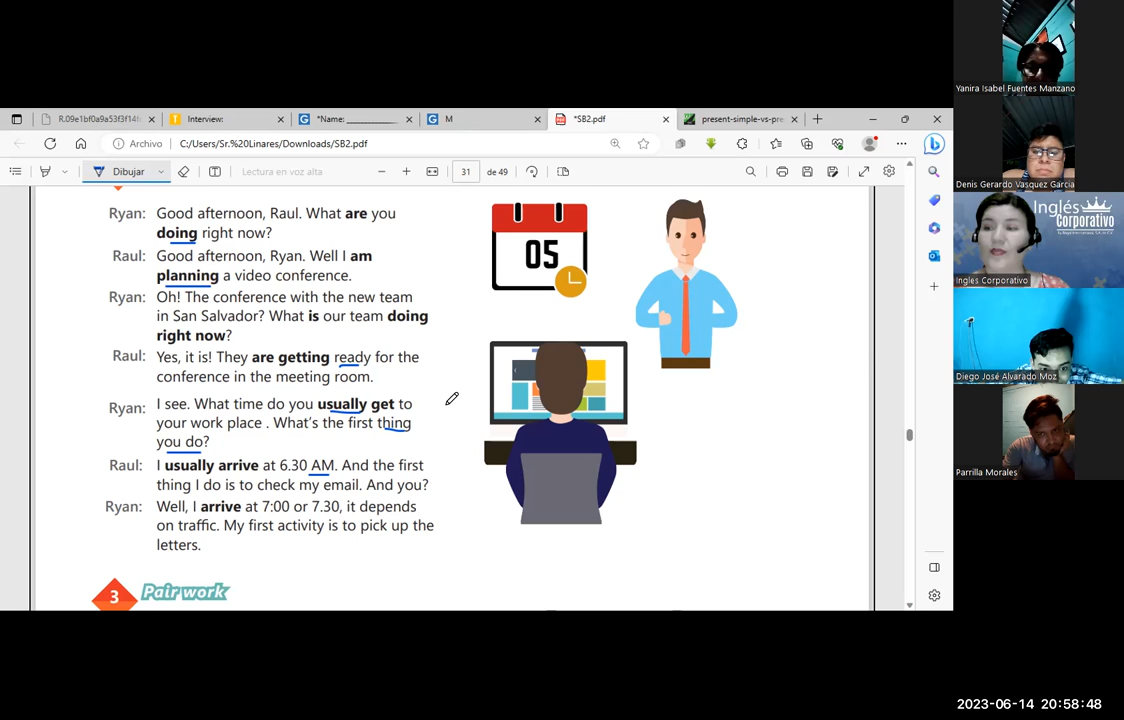 R.09e1bf0a9a53f3f14
Interview:
*Name: ___________
M
*SB2.pdf
present-simple-vs-pre
Archivo
C:/Users/Sr.%20Linares/Downloads/SB2.pdf
Dibujar
Lectura en voz alta
31
de 49
Ryan: Good afternoon, Raul. What are you
doing right now?
Raul: Good afternoon, Ryan. Well I am
planning a video conference.
Ryan: Oh! The conference with the new team
in San Salvador? What is our team doing
right now?
Raul: Yes, it is! They are getting ready for the
conference in the meeting room.
Ryan: I see. What time do you usually get to
your work place . What's the first thing
you do?
Raul: I usually arrive at 6.30 AM. And the first
thing I do is to check my email. And you?
Ryan: Well, I arrive at 7:00 or 7.30, it depends
on traffic. My first activity is to pick up the
letters.
05
3 Pair work
Yanira Isabel Fuentes Manzano
Denis Gerardo Vasquez Garcia
Inglés
Corporativo
Ingles Corporativo
Diego José Alvarado Moz
Parrilla Morales
2023-06-14 20:58:48